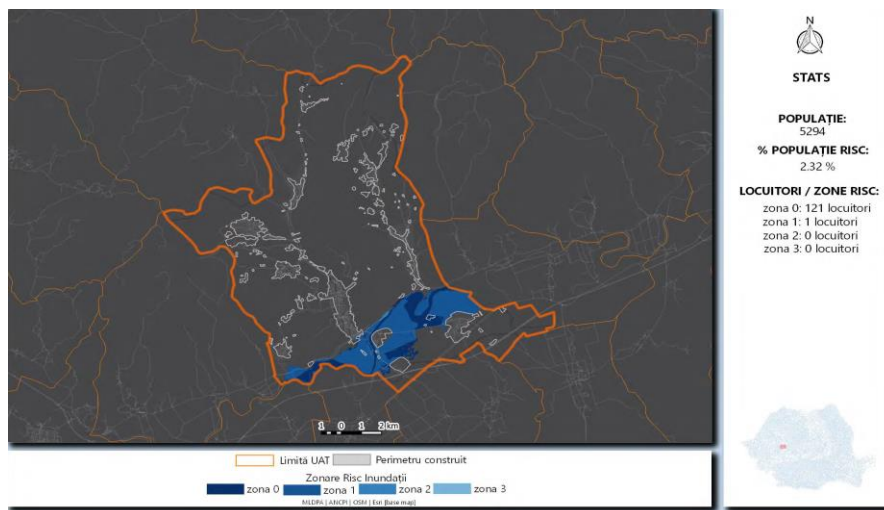 N
STATS
POPULAȚIE:
5294
% POPULAȚIE RISC:
2.32 %
LOCUITORI / ZONE RISC:
zona 0: 121 locuitori
zona 1: 1 locuitori
zona 2: 0 locuitori
zona 3: 0 locuitori
1 0 1 2 km
Limită UAT
Perimetru construit
Zonare Risc Inundații
zona 0 zona 1 zona 2 zona 3
MLDPA | ANCPI | OSM | Esri [Base map]